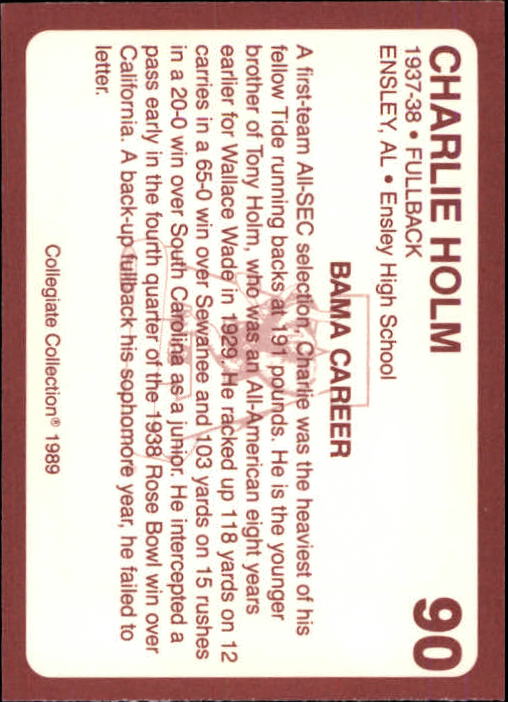 CHARLIE HOLM
90
1937-38 • FULLBACK
ENSLEY, AL • Ensley High School
BAMA CAREER
A first-team All-SEC selection, Charlie was the heaviest of his
fellow Tide running backs at 191 pounds. He is the younger
brother of Tony Holm, who was an All-American eight years
earlier for Wallace Wade in 1929. He racked up 118 yards on 12
carries in a 65-0 win over Sewanee and 103 yards on 15 rushes
in a 20-0 win over South Carolina as a junior. He intercepted a
pass early in the fourth quarter of the 1938 Rose Bowl win over
California. A back-up fullback his sophomore year, he failed to
letter.
Collegiate Collection® 1989